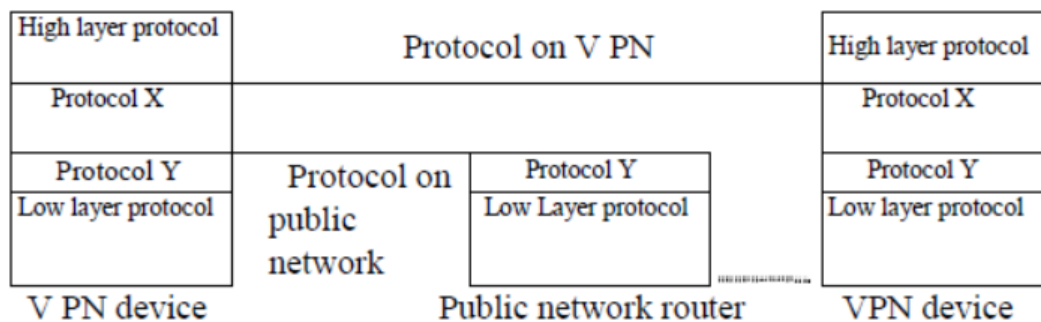 High layer protocol
Protocol on V PN
High layer protocol
Protocol X
Protocol X
Protocol Y
Protocol on
public
network
Protocol Y
Protocol Y
Low layer protocol
Low Layer protocol
Low layer protocol
V PN device
Public network router
VPN device